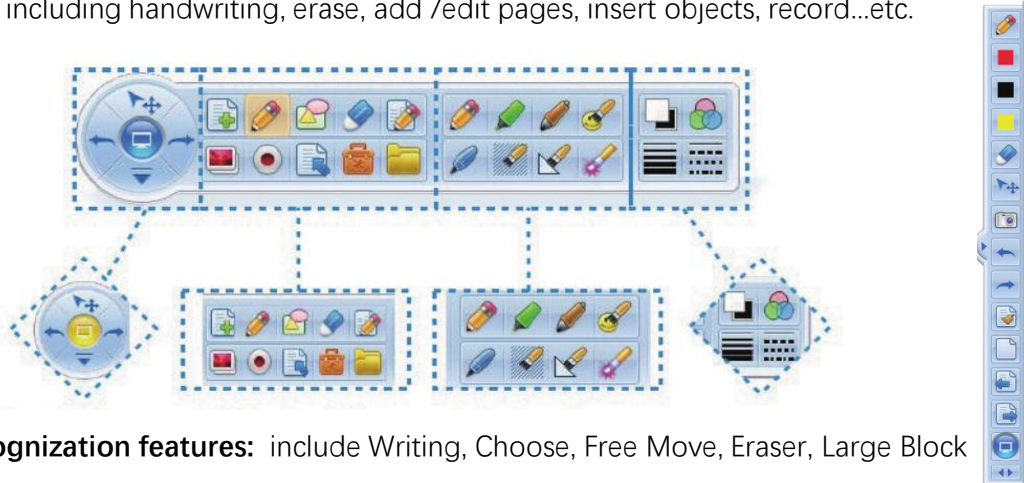 including handwriting, erase, add /edit pages, insert objects, record...etc.
ognization features: include Writing, Choose, Free Move, Eraser, Large Block